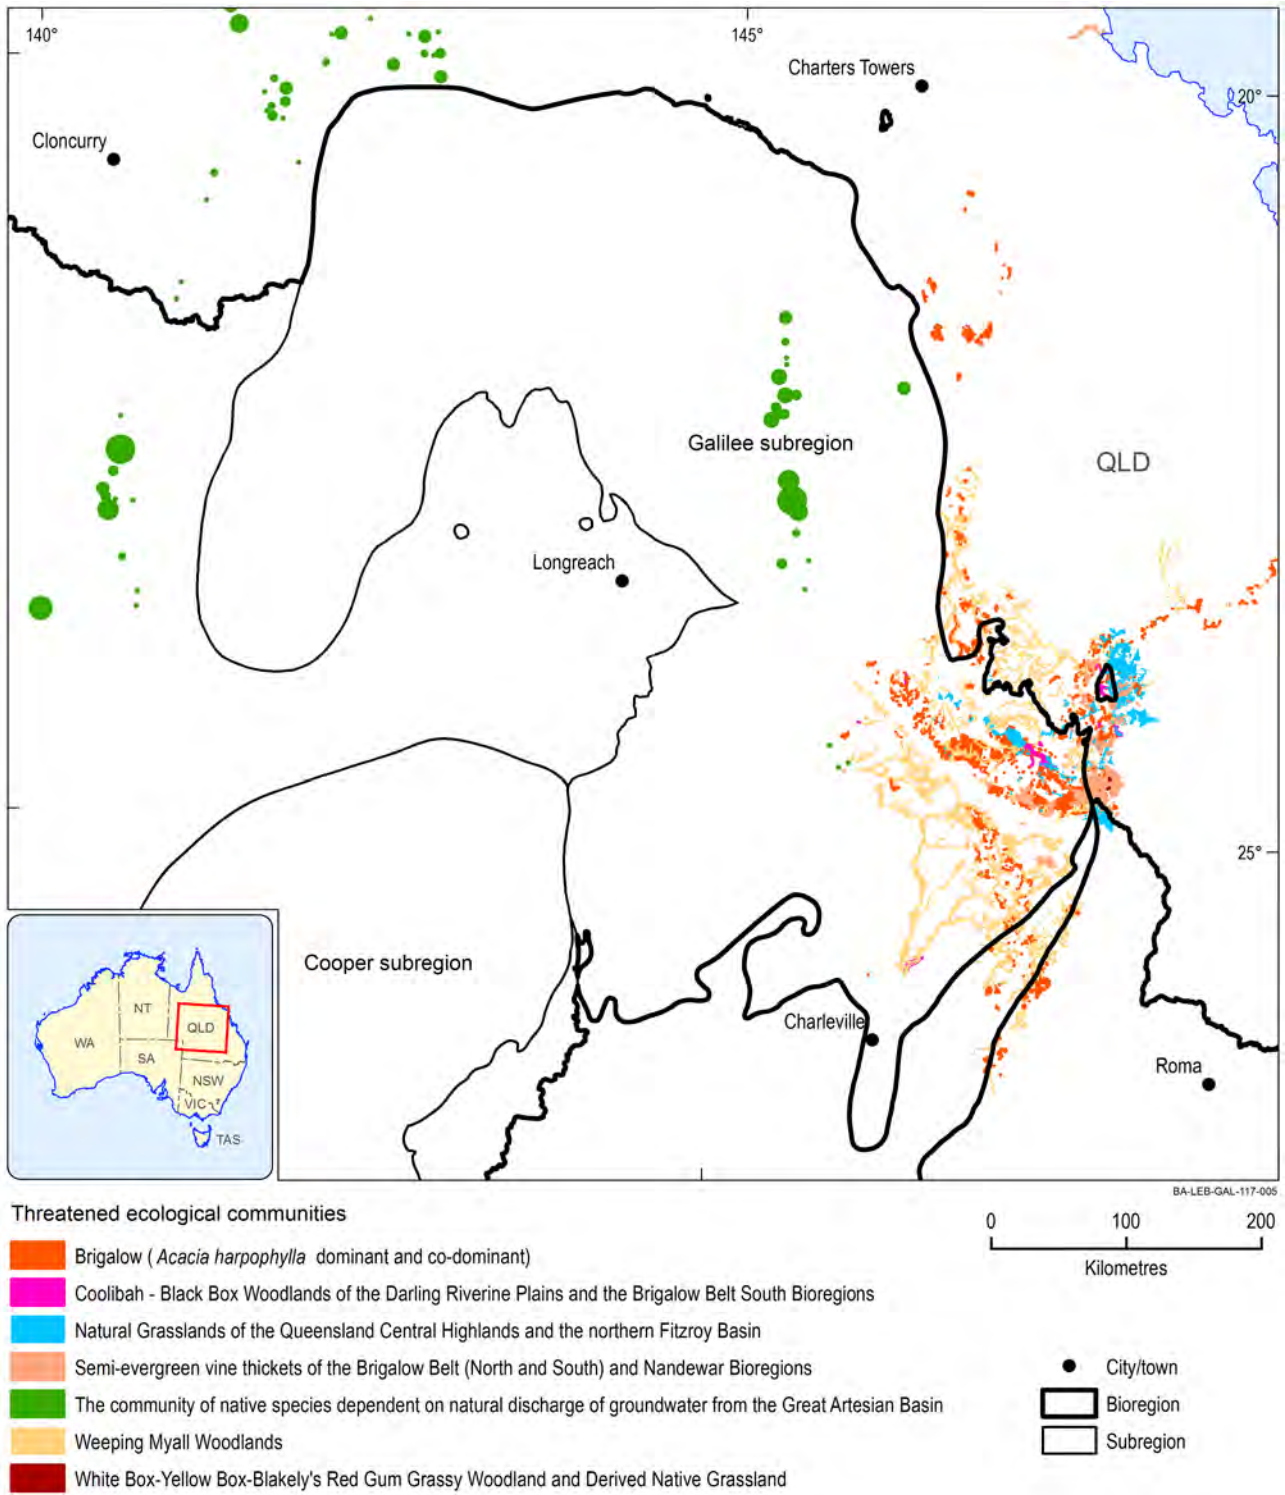 140°
145°
Charters Towers
20°
Cloncurry
QLD
Galilee subregion
Longreach
25°
Cooper subregion
Charleville
Roma
NT
QLD
WA
SA
NSW
VIC
TAS
BA-LEB-GAL-117-005
Threatened ecological communities
0 100 200
Kilometres
Brigalow (Acacia harpophylla dominant and co-dominant)
Coolibah - Black Box Woodlands of the Darling Riverine Plains and the Brigalow Belt South Bioregions
Natural Grasslands of the Queensland Central Highlands and the northern Fitzroy Basin
Semi-evergreen vine thickets of the Brigalow Belt (North and South) and Nandewar Bioregions
The community of native species dependent on natural discharge of groundwater from the Great Artesian Basin
Weeping Myall Woodlands
White Box-Yellow Box-Blakely's Red Gum Grassy Woodland and Derived Native Grassland
City/town
Bioregion
Subregion